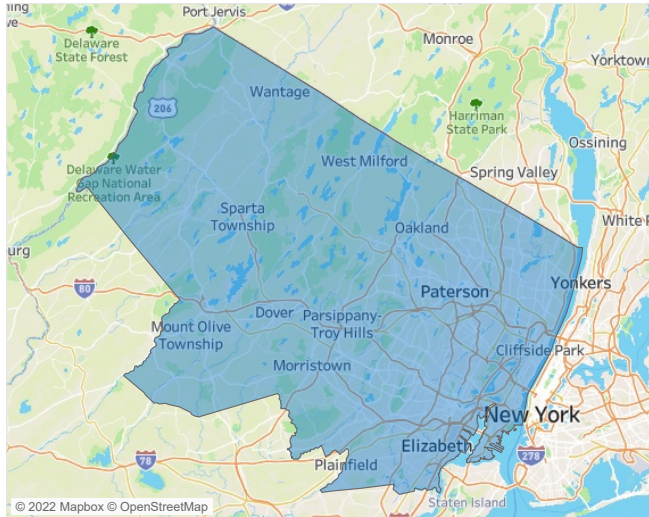 Port Jervis
ning
ve
Delaware
State Forest
Monroe
Yorktown
206
Wantage
Harriman
State Park
Ossining
West Milford
Spring Valley
Delaware Water
Gap National
Recreation Area
Sparta
Township
Oakland
White P
urg
80
Yonkers
Paterson
Dover
Parsippany-
Troy Hills
Mount Olive
Township
Cliffside Park
Morristown
New York
Elizabeth
78
Plainfield
278
Staten Island
© 2022 Mapbox © OpenStreetMap